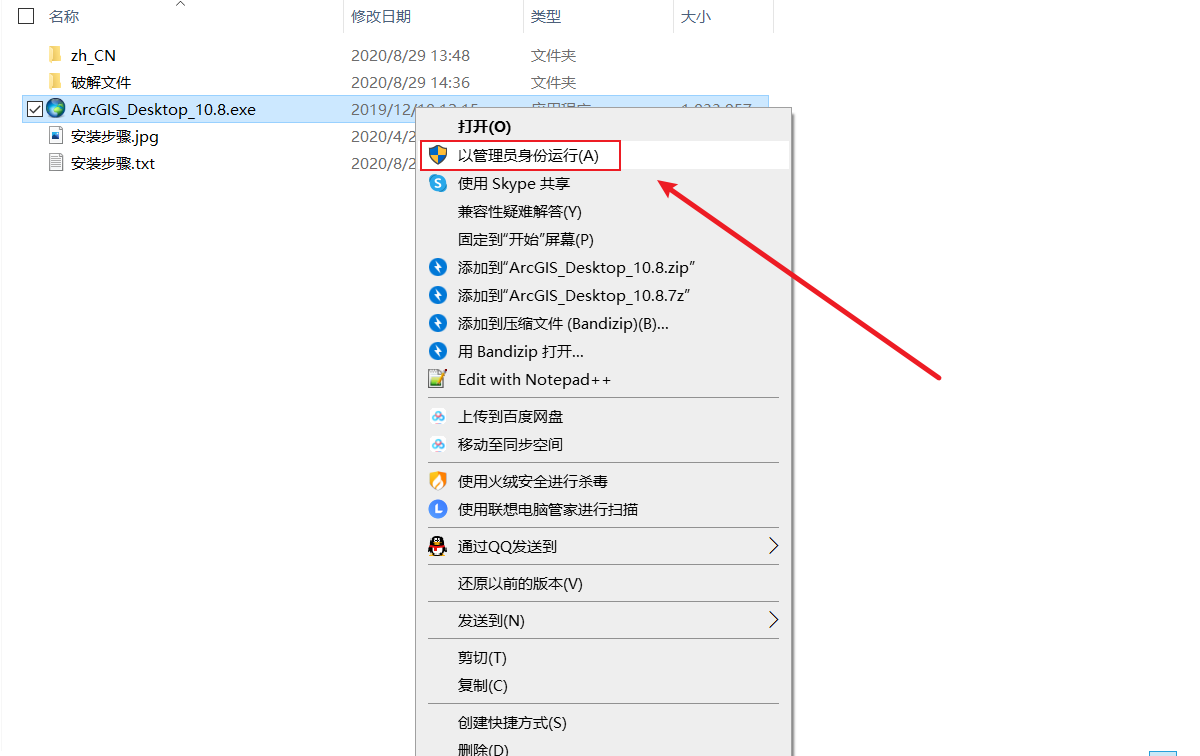 名称 修改日期 类型 大小
zh_CN 2020/8/29 13:48 文件夹
破解文件 2020/8/29 14:36 文件夹
ArcGIS_Desktop_10.8.exe 2019/12/
安装步骤.jpg 2020/4/2
安装步骤.txt 2020/8/2
打开(O)
以管理员身份运行(A)
使用 Skype 共享
兼容性疑难解答(Y)
固定到"开始"屏幕(P)
添加到"ArcGIS_Desktop_10.8.zip"
添加到"ArcGIS_Desktop_10.8.7z"
添加到压缩文件 (Bandizip)(B)...
用 Bandizip 打开...
Edit with Notepad++
上传到百度网盘
移动至同步空间
使用火绒安全进行杀毒
使用联想电脑管家进行扫描
通过QQ发送到
还原以前的版本(V)
发送到(N)
剪切(T)
复制(C)
创建快捷方式(S)
删除(D)